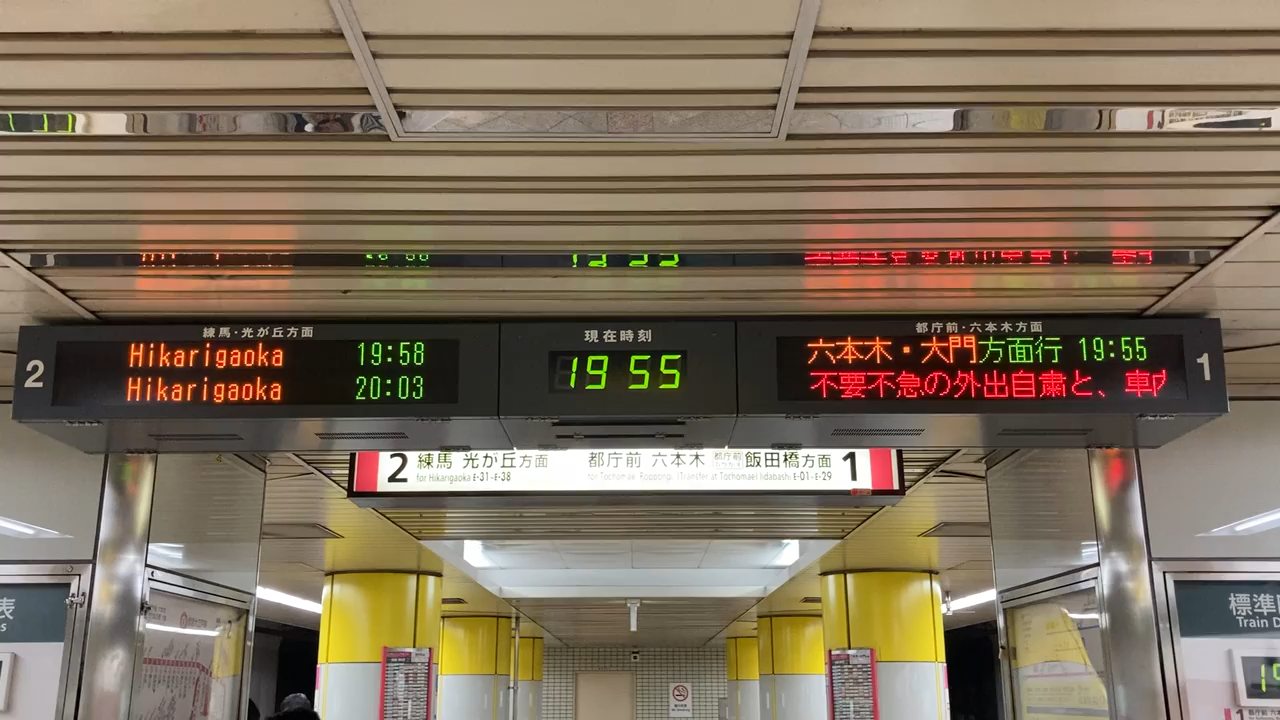 練馬・光が丘方面
2
Hikarigaoka 19:58
Hikarigaoka 20:03
現在時刻
19 55
都庁前・六本木方面
六本木・大門方面行 19:55
不要不急の外出自粛と、車
1
2 練馬 光が丘方面
for Hikarigaoka E-31-E-38
都庁前 六本木 飯田橋方面 1
for Tochomae, Roppongi (Transfer at Tochomae) Iidabashi E-01-E-29
表
標準
Train D
19
1